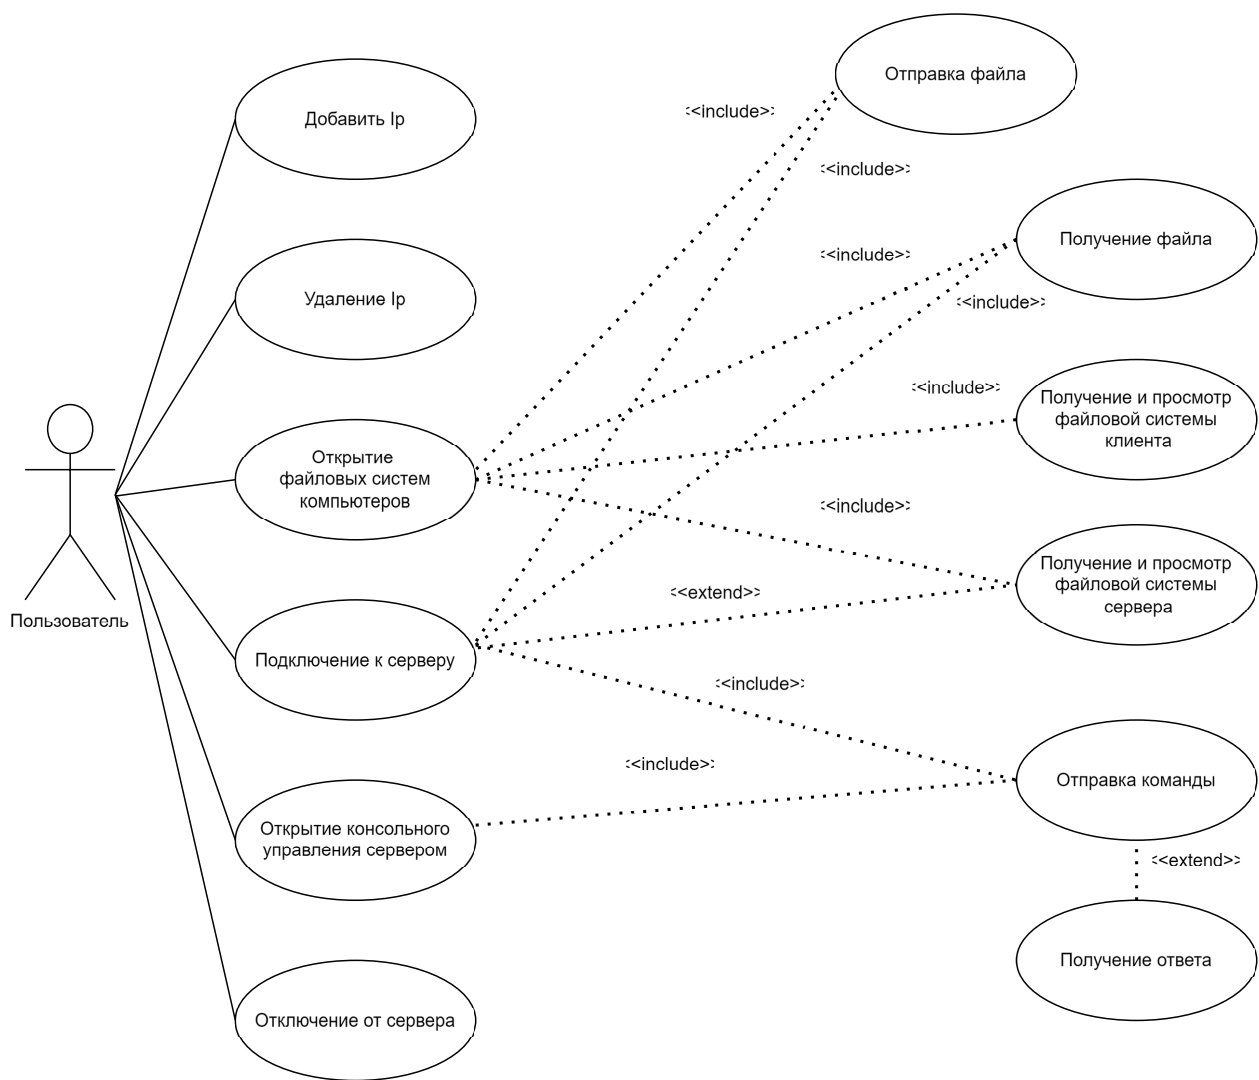 Отправка файла
<<include>>
Добавить Ip
<<include>>
Получение файла
<<include>>
Удаление Ip
<<include>>
<<include>>
Получение и просмотр
файловой системы
клиента
Открытие
файловых систем
компьютеров
<<include>>
Получение и просмотр
файловой системы
сервера
<<extend>>
Пользователь
Подключение к серверу
<<include>>
<<include>>
Отправка команды
Открытие консольного
управления сервером
<<extend>>
Получение ответа
Отключение от сервера